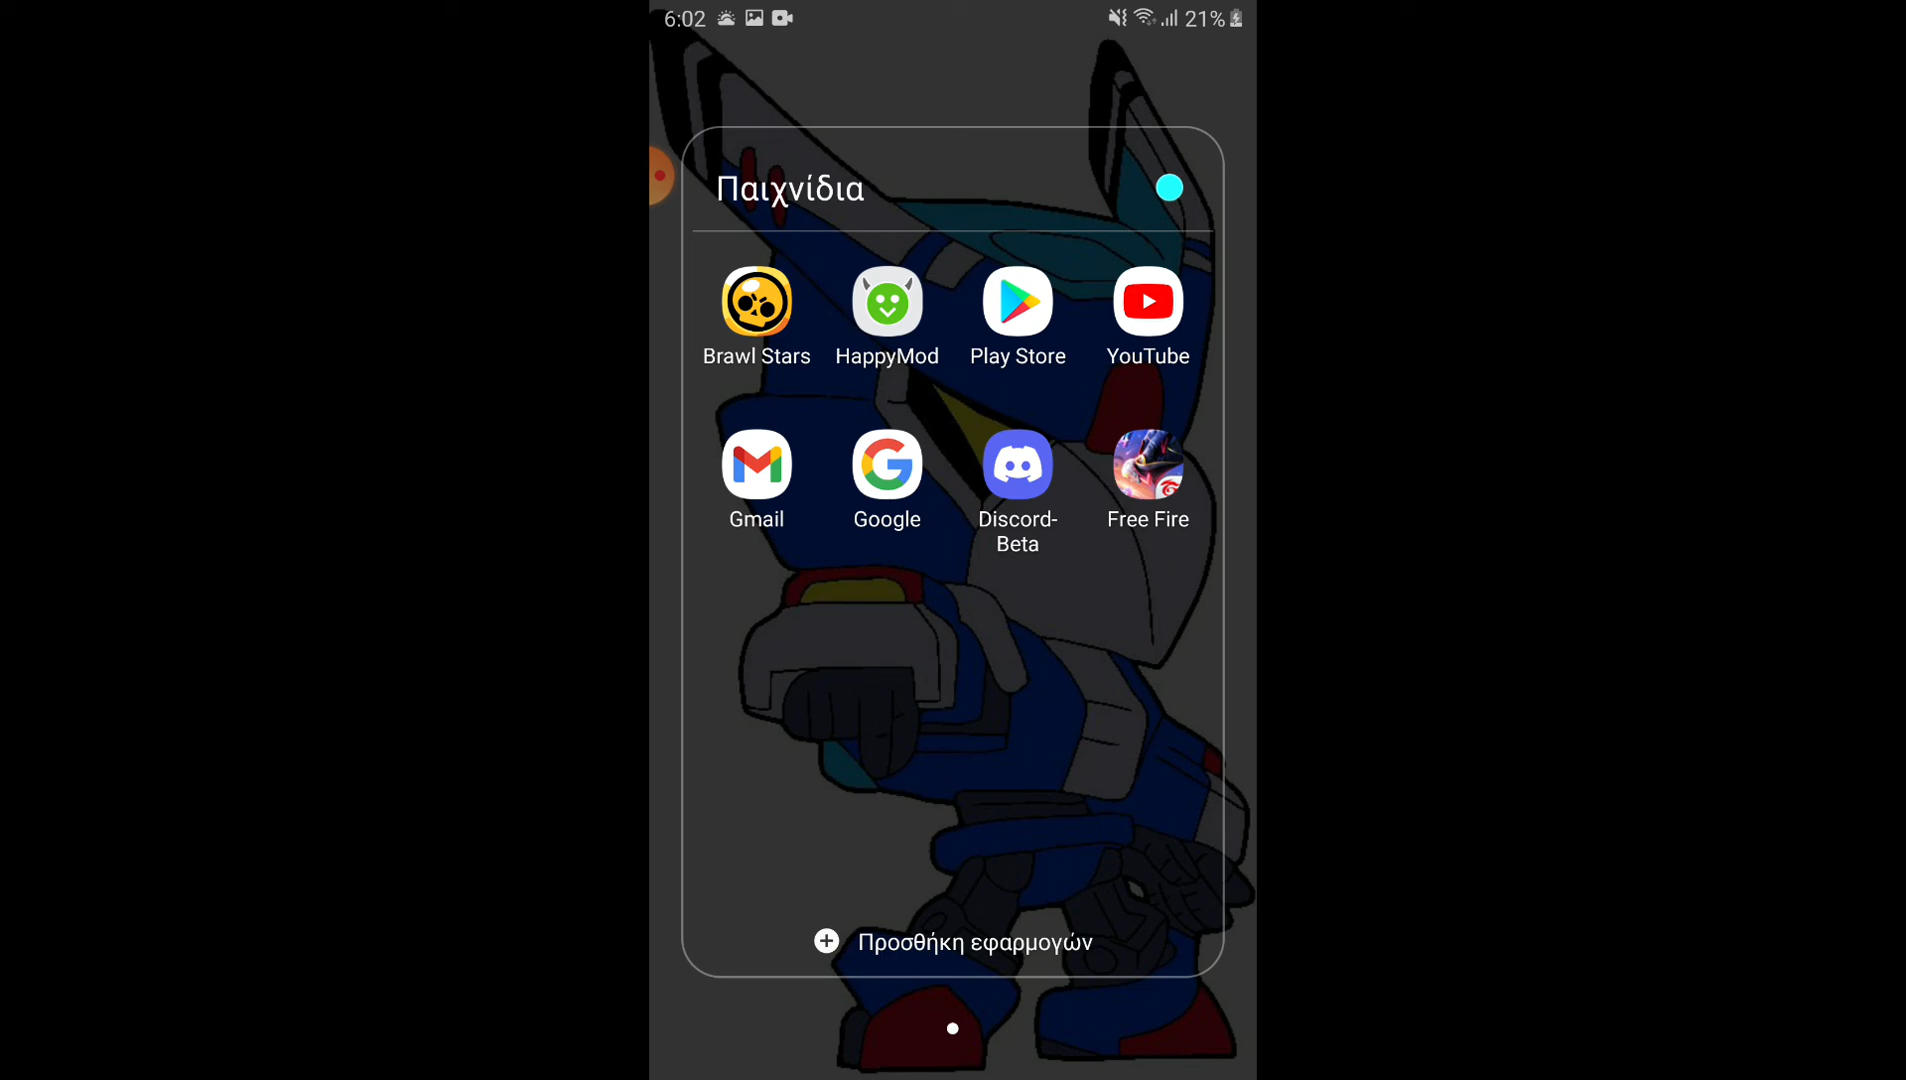 6:02 21%
Παιχνίδια
Brawl Stars HappyMod Play Store YouTube
Gmail Google Discord- Free Fire
Beta
Προσθήκη εφαρμογών